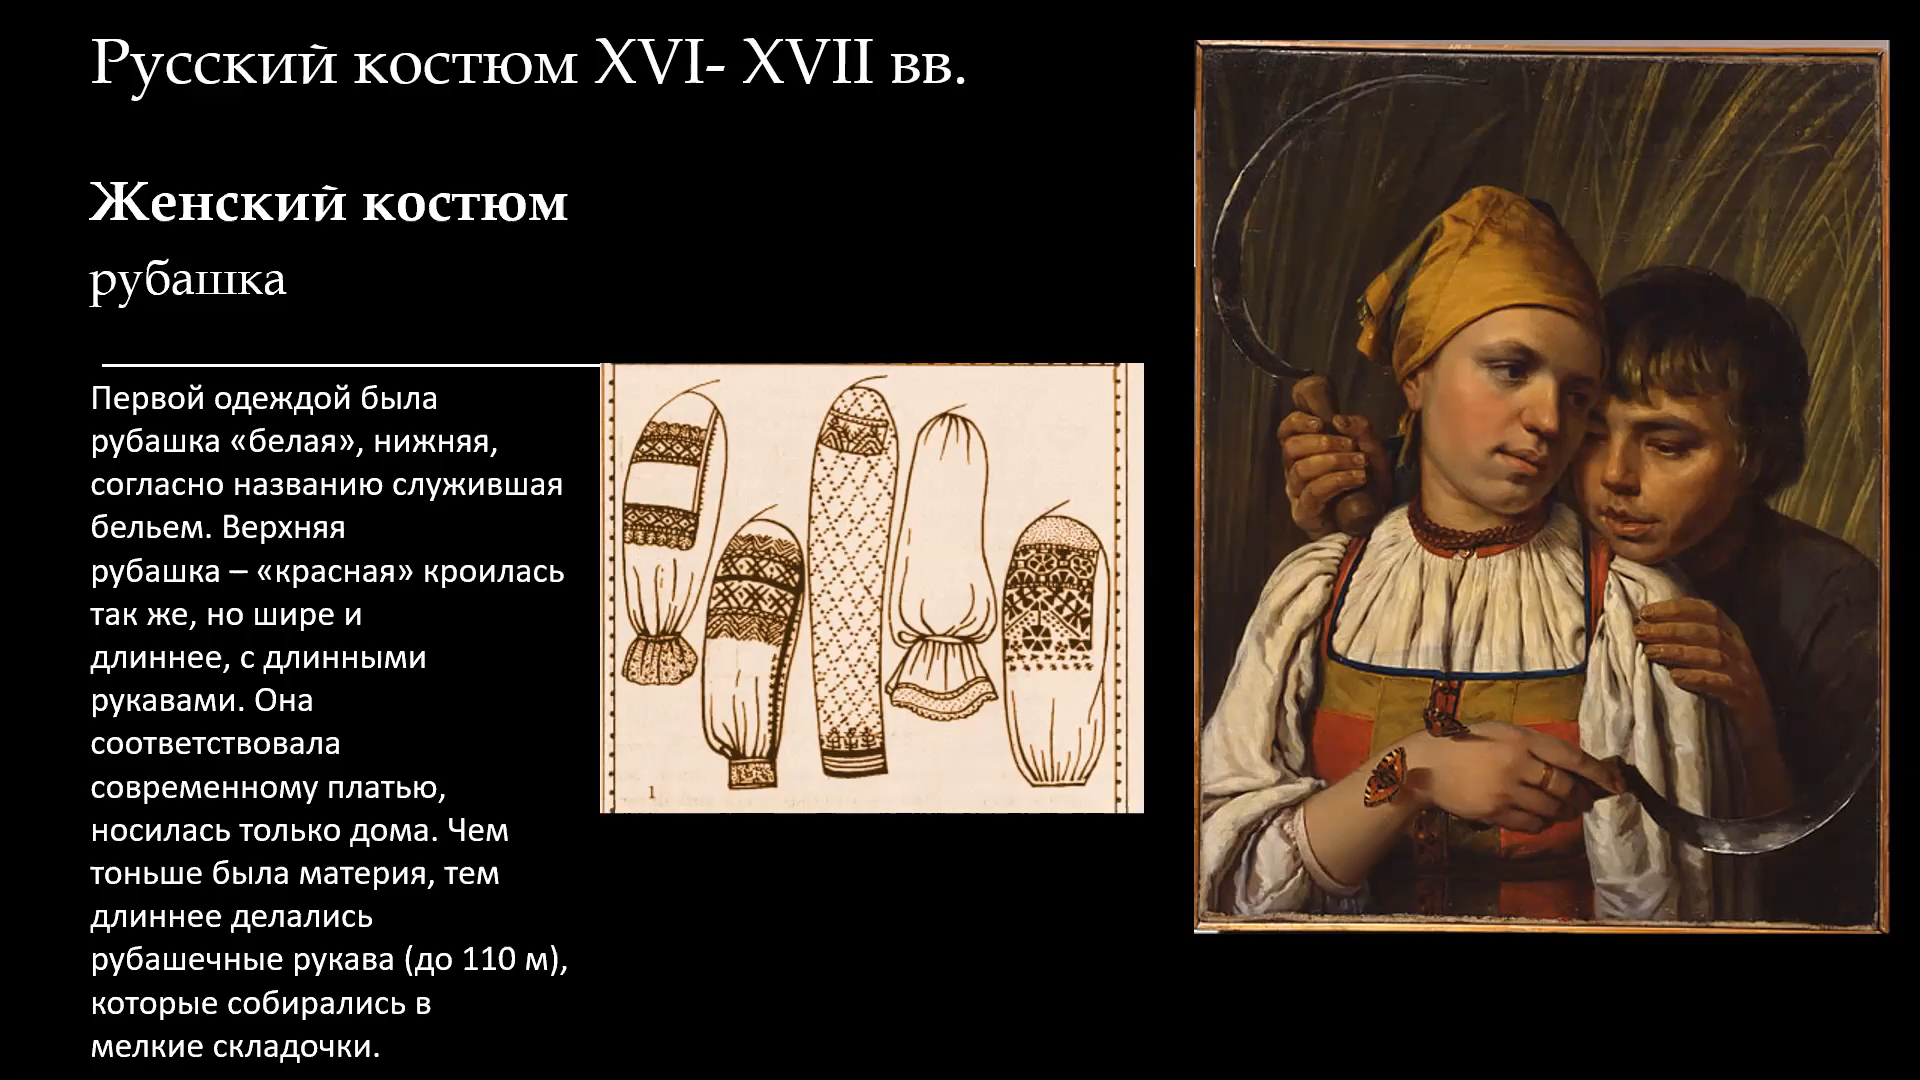 Русский костюм XVI- XVII вв.
Женский костюм
рубашка
Первой одеждой была
рубашка «белая», нижняя,
согласно названию служившая
бельем. Верхняя
рубашка – «красная» кроилась
так же, но шире и
длиннее, с длинными
рукавами. Она
соответствовала
современному платью,
носилась только дома. Чем
тоньше была материя, тем
длиннее делались
рубашечные рукава (до 110 м),
которые собирались в
мелкие складочки.
1